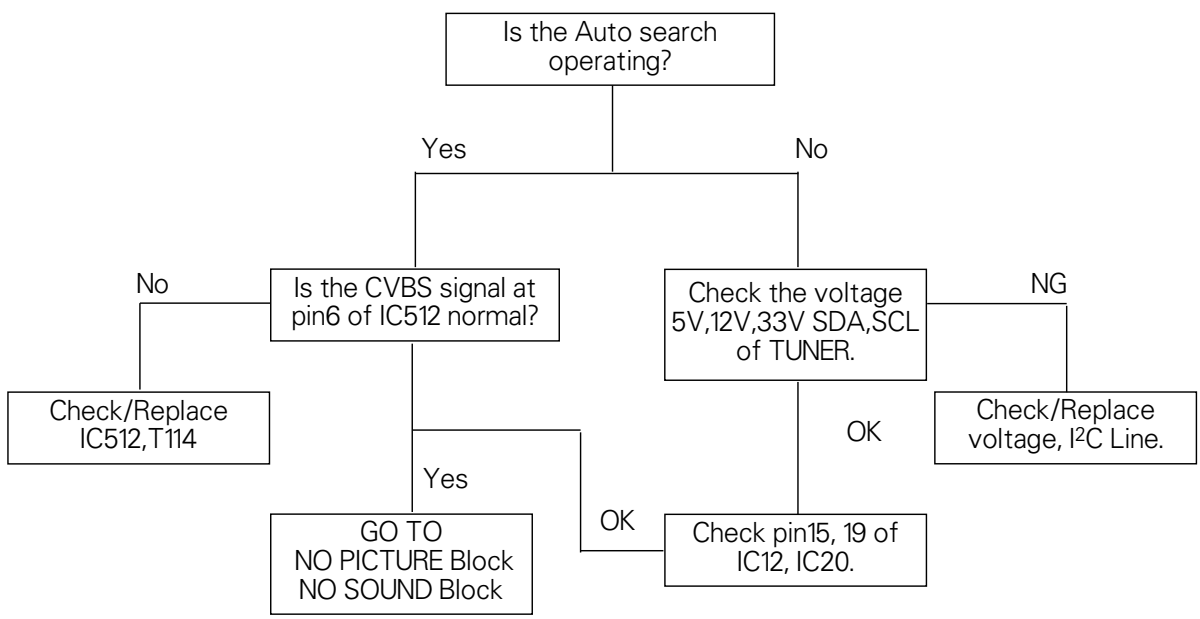 Is the Auto search
operating?
Yes
No
No
Is the CVBS signal at
pin6 of IC512 normal?
Check the voltage
5V,12V,33V SDA,SCL
of TUNER.
NG
Check/Replace
IC512,T114
Check/Replace
voltage, I²C Line.
OK
Yes
GO TO
NO PICTURE Block
NO SOUND Block
OK
Check pin15, 19 of
IC12, IC20.